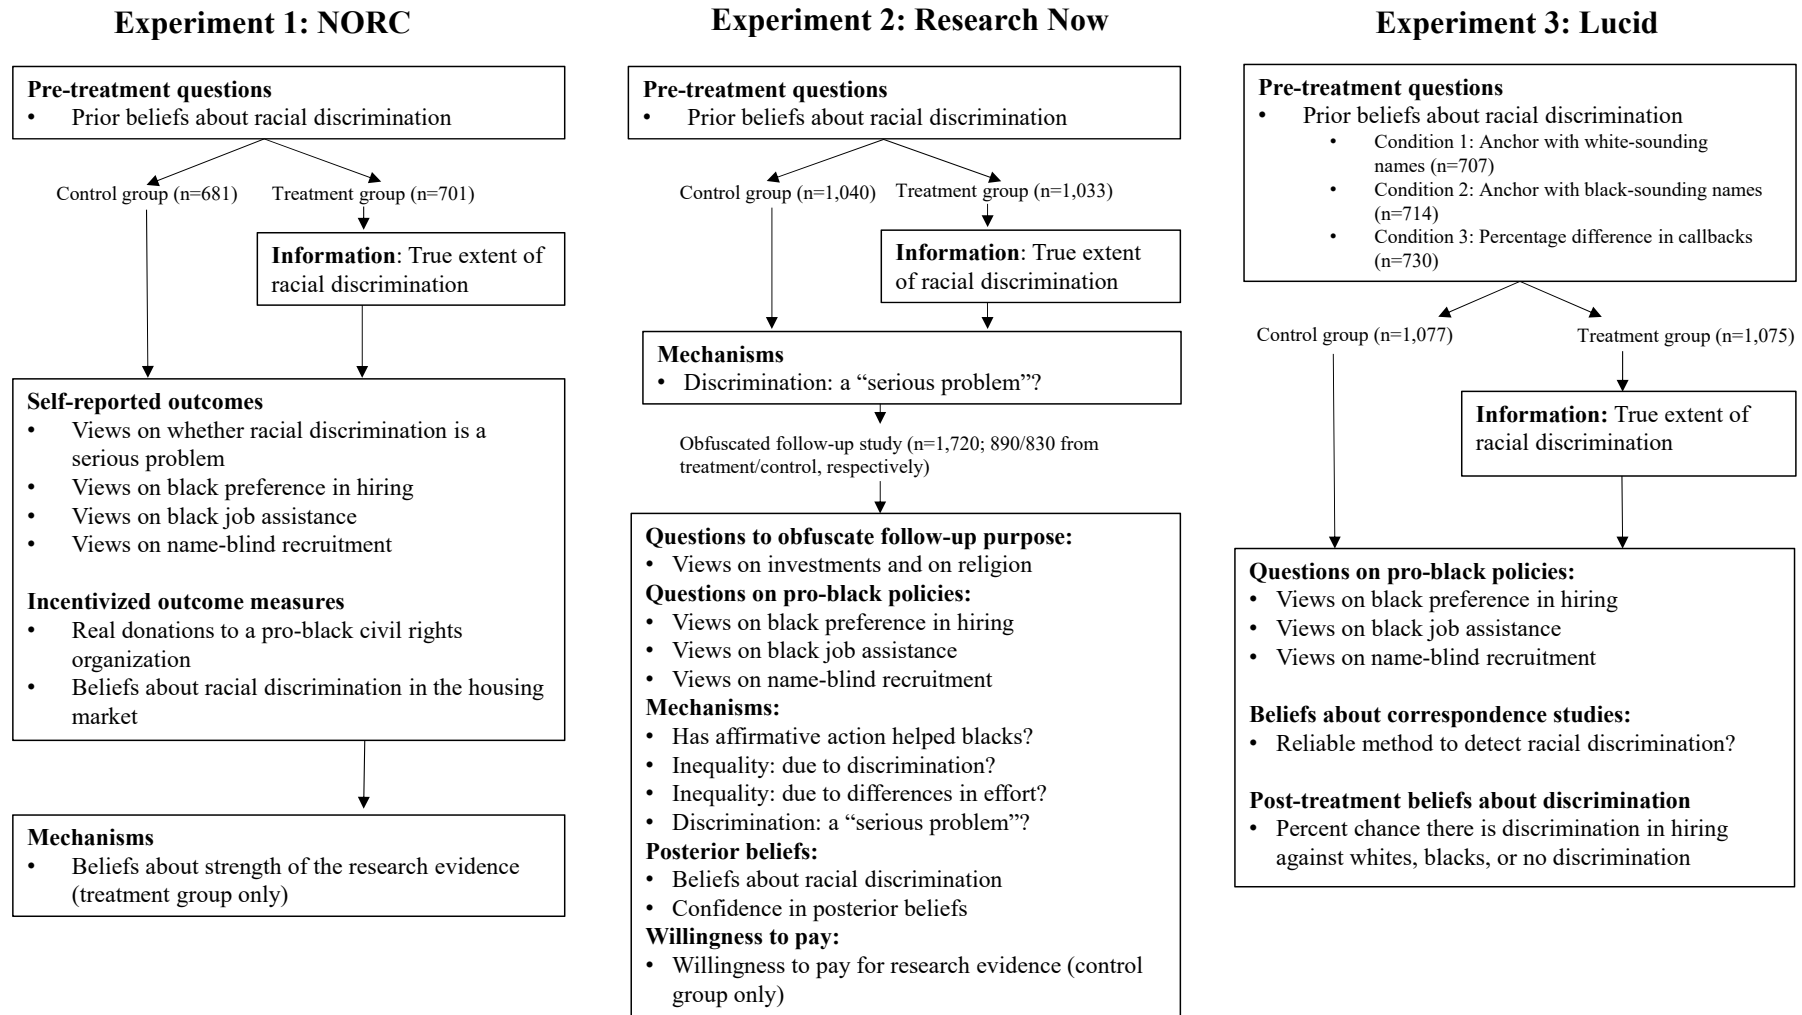 Experiment 1: NORC
Pre-treatment questions
• Prior beliefs about racial discrimination
Control group (n=681)
Treatment group (n=701)
Information: True extent of
racial discrimination
Self-reported outcomes
• Views on whether racial discrimination is a
serious problem
• Views on black preference in hiring
• Views on black job assistance
• Views on name-blind recruitment
Incentivized outcome measures
• Real donations to a pro-black civil rights
organization
• Beliefs about racial discrimination in the housing
market
Mechanisms
• Beliefs about strength of the research evidence
(treatment group only)
Experiment 2: Research Now
Pre-treatment questions
• Prior beliefs about racial discrimination
Control group (n=1,040)
Treatment group (n=1,033)
Information: True extent
of racial discrimination
Mechanisms
• Discrimination: a “serious problem”?
Obfuscated follow-up study (n=1,720; 890/830 from
treatment/control, respectively)
Questions to obfuscate follow-up purpose:
• Views on investments and on religion
Questions on pro-black policies:
• Views on black preference in hiring
• Views on black job assistance
• Views on name-blind recruitment
Mechanisms:
• Has affirmative action helped blacks?
• Inequality: due to discrimination?
• Inequality: due to differences in effort?
• Discrimination: a “serious problem”?
Posterior beliefs:
• Beliefs about racial discrimination
• Confidence in posterior beliefs
Willingness to pay:
• Willingness to pay for research evidence (control
group only)
Experiment 3: Lucid
Pre-treatment questions
• Prior beliefs about racial discrimination
• Condition 1: Anchor with white-sounding
names (n=707)
• Condition 2: Anchor with black-sounding names
(n=714)
• Condition 3: Percentage difference in callbacks
(n=730)
Control group (n=1,077)
Treatment group (n=1,075)
Information: True extent of
racial discrimination
Questions on pro-black policies:
• Views on black preference in hiring
• Views on black job assistance
• Views on name-blind recruitment
Beliefs about correspondence studies:
• Reliable method to detect racial discrimination?
Post-treatment beliefs about discrimination
• Percent chance there is discrimination in hiring
against whites, blacks, or no discrimination